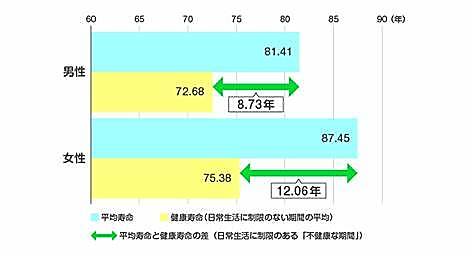 60 65 70 75 80 85 90 (年)
男性
81.41
72.68
8.73年
女性
87.45
75.38
12.06年
平均寿命 健康寿命(日常生活に制限のない期間の平均)
平均寿命と健康寿命の差(日常生活に制限のある「不健康な期間」)